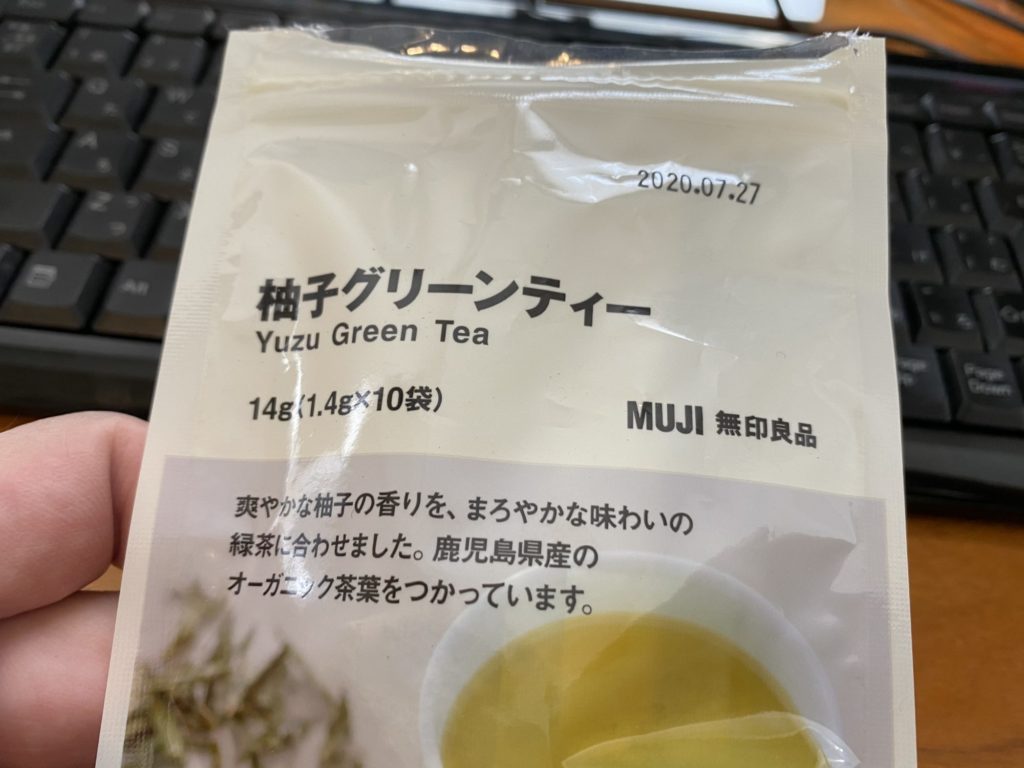 2020.07.27
柚子グリーンティー
Yuzu Green Tea
14g(1.4g×10袋)
MUJI 無印良品
爽やかな柚子の香りを、まろやかな味わいの
緑茶に合わせました。鹿児島県産の
オーガニック茶葉をつかっています。
A
S
W
Q
Z
Alt
Page
Down